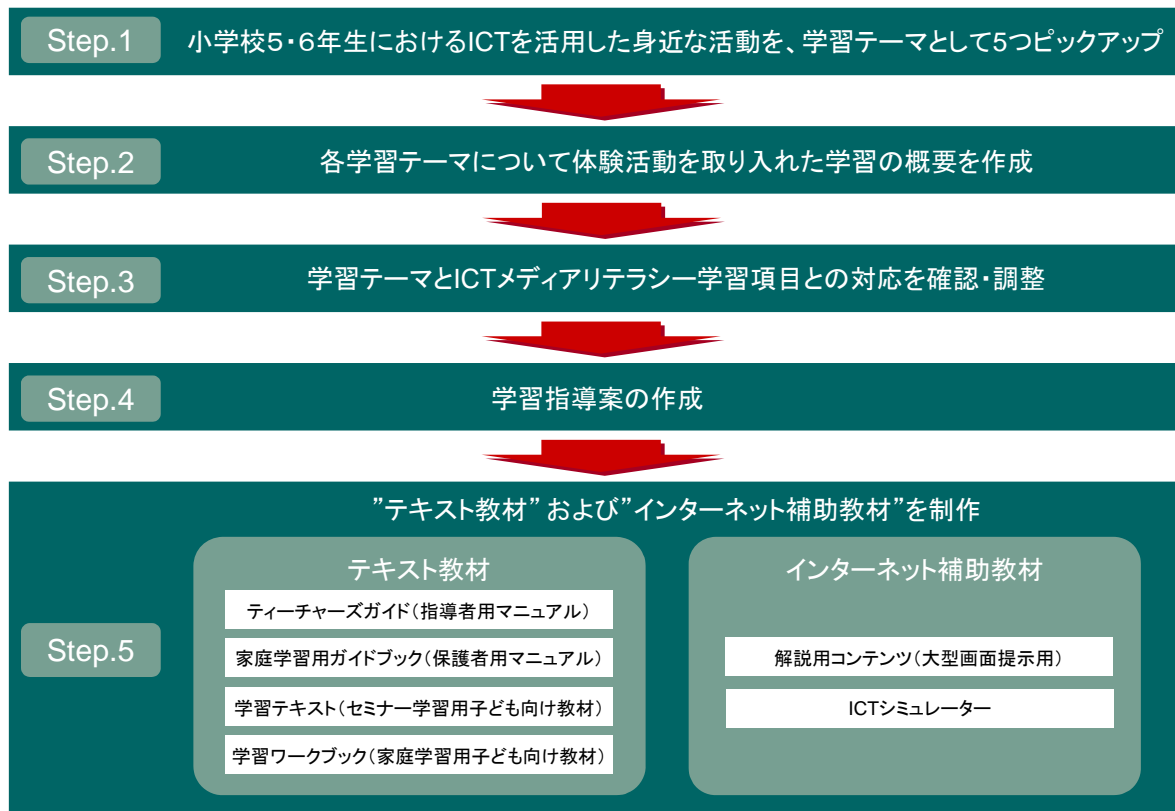 Step.1
小学校5・6年生におけるICTを活用した身近な活動を、学習テーマとして5つピックアップ
Step.2
各学習テーマについて体験活動を取り入れた学習の概要を作成
Step.3
学習テーマとICTメディアリテラシー学習項目との対応を確認・調整
Step.4
学習指導案の作成
Step.5
”テキスト教材” および”インターネット補助教材”を制作
テキスト教材
ティーチャーズガイド（指導者用マニュアル）
家庭学習用ガイドブック（保護者用マニュアル）
学習テキスト（セミナー学習用子ども向け教材）
学習ワークブック（家庭学習用子ども向け教材）
インターネット補助教材
解説用コンテンツ（大型画面提示用）
ICTシミュレーター